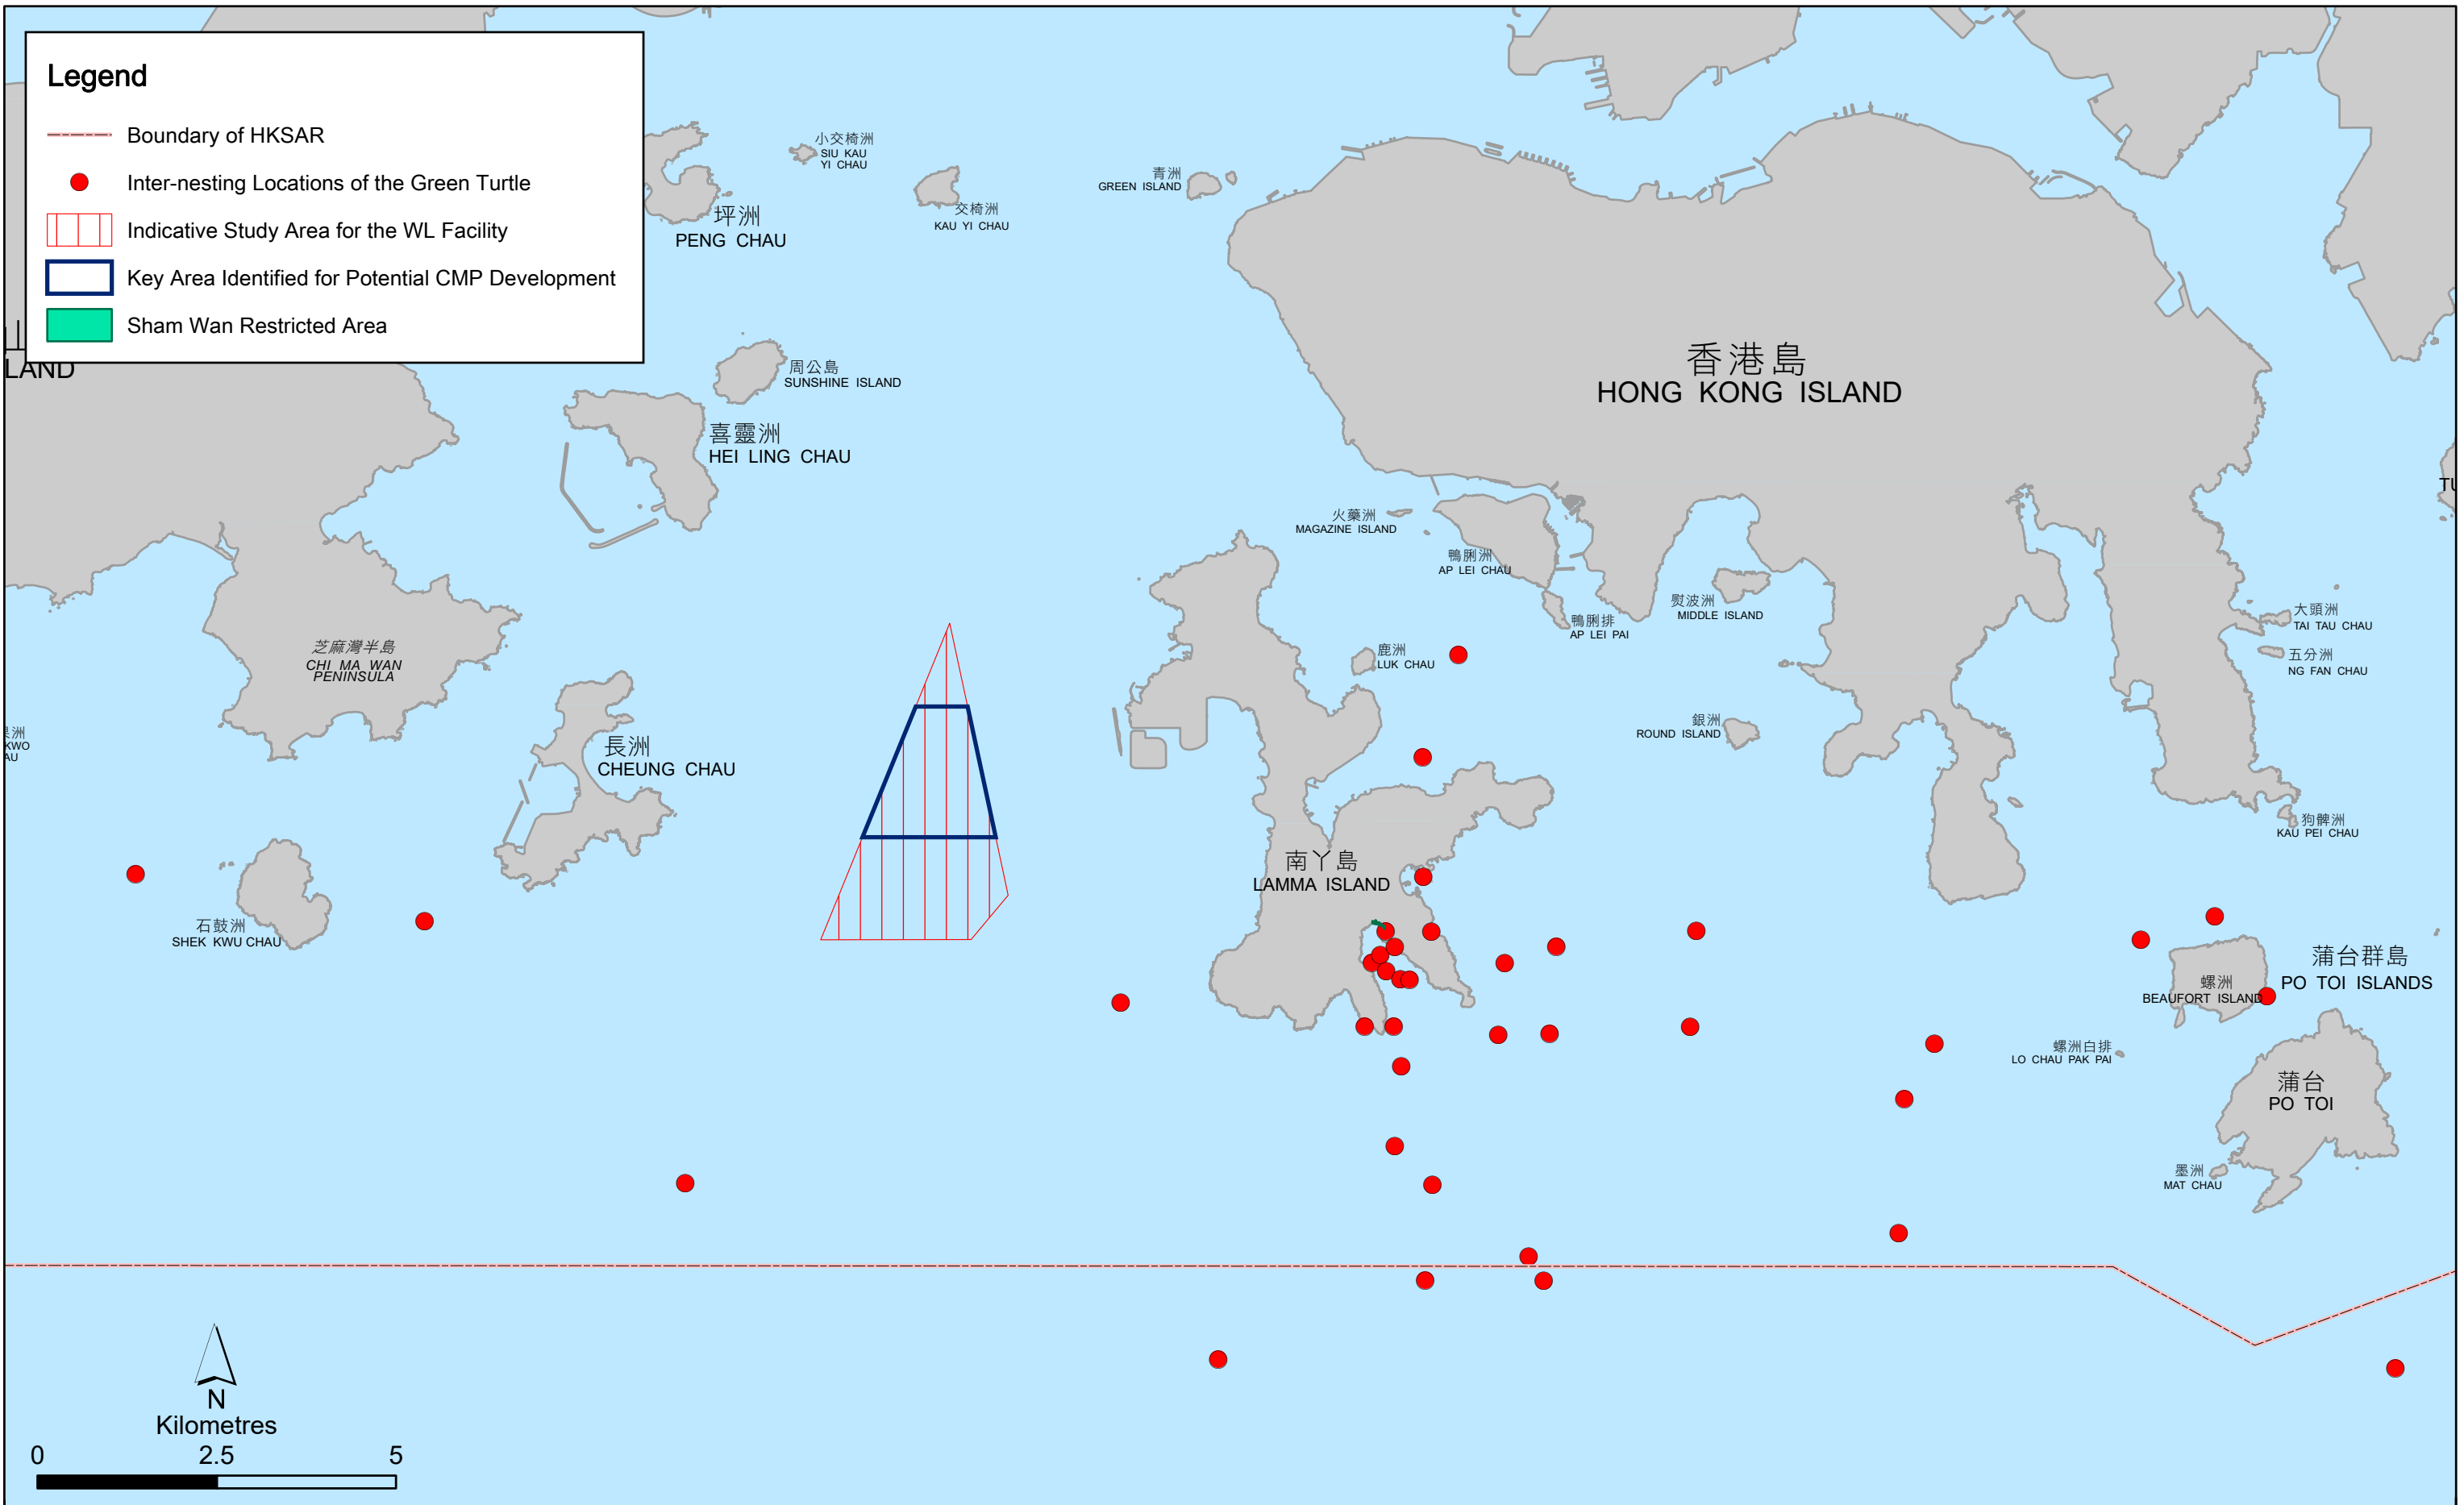 Legend
Boundary of HKSAR
Inter-nesting Locations of the Green Turtle
Indicative Study Area for the WL Facility
Key Area Identified for Potential CMP Development
Sham Wan Restricted Area
LAND
小交椅洲
SIU KAU
YI CHAU
坪洲
PENG CHAU
交椅洲
KAU YI CHAU
青洲
GREEN ISLAND
周公島
SUNSHINE ISLAND
喜靈洲
HEI LING CHAU
香港島
HONG KONG ISLAND
火藥洲
MAGAZINE ISLAND
鴨脷洲
AP LEI CHAU
鴨脷排
AP LEI PAI
熨波洲
MIDDLE ISLAND
大頭洲
TAI TAU CHAU
五分洲
NG FAN CHAU
芝麻灣半島
CHI MA WAN
PENINSULA
鹿洲
LUK CHAU
銀洲
ROUND ISLAND
洲
KWO
AU
長洲
CHEUNG CHAU
狗髀洲
KAU PEI CHAU
南丫島
LAMMA ISLAND
石鼓洲
SHEK KWU CHAU
蒲台群島
PO TOI ISLANDS
螺洲
BEAUFORT ISLAND
螺洲白排
LO CHAU PAK PAI
蒲台
PO TOI
墨洲
MAT CHAU
N
Kilometres
0 2.5 5